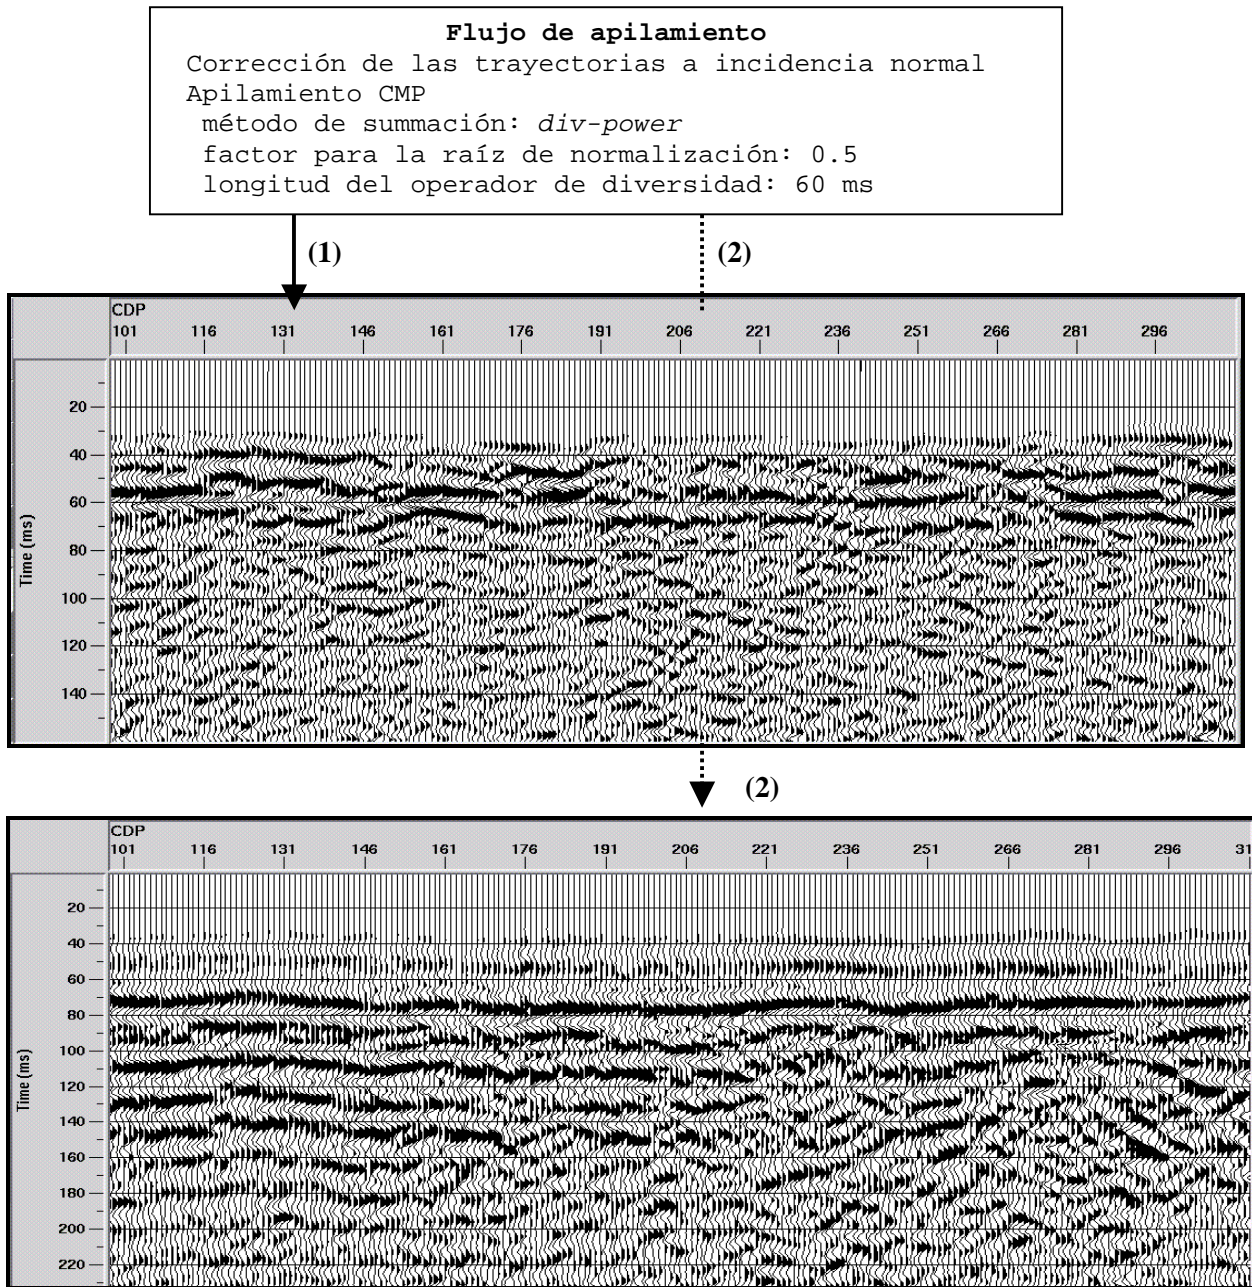 Flujo de apilamiento
Corrección de las trayectorias a incidencia normal
Apilamiento CMP
método de summación: div-power
factor para la raíz de normalización: 0.5
longitud del operador de diversidad: 60 ms
(1)
(2)
CDP
101 116 131 146 161 176 191 206 221 236 251 266 281 296
Time (ms)
20
40
60
80
100
120
140
(2)
CDP
101 116 131 146 161 176 191 206 221 236 251 266 281 296 31
Time (ms)
20
40
60
80
100
120
140
160
180
200
220